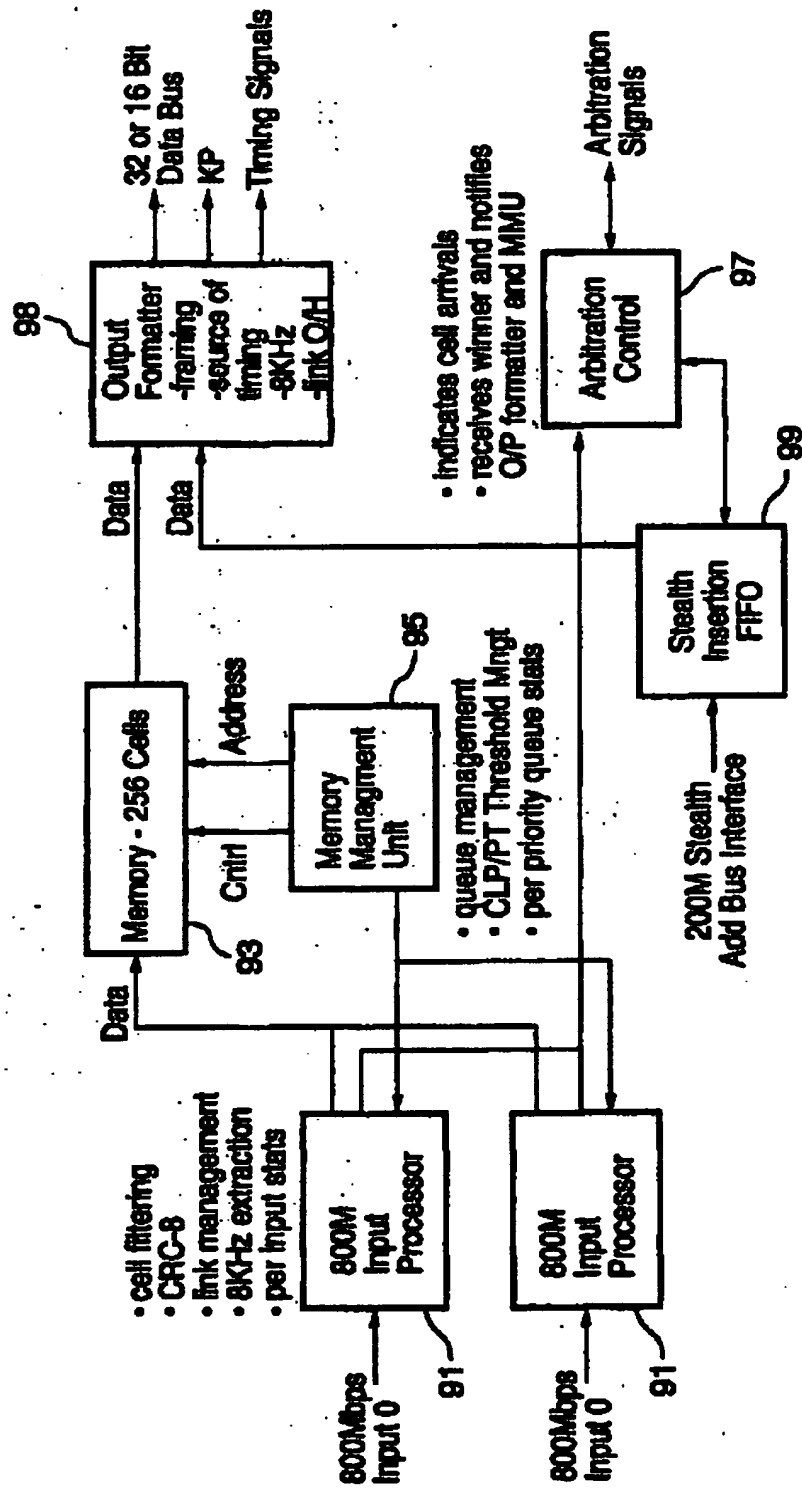 • cell filtering
• CRC-8
• link management
• 8KHz extraction
• per input stats
800Mbps
Input 0
800M
Input
Processor
91
800Mbps
Input 0
800M
Input
Processor
91
Data
Memory - 256 Cells
93
Cntrl
Address
Memory
Managment
Unit
95
• queue management
• CLP/PT Threshold Mngt
• per priority queue stats
Data
Data
98
Output
Formatter
-framing
-source of
timing
-8KHz
-link O/H
32 or 16 Bit
Data Bus
KP
Timing Signals
• indicates cell arrivals
• receives winner and notifies
O/P formatter and MMU
Arbitration
Control
97
Arbitration
Signals
200M Stealth
Add Bus Interface
Stealth
Insertion
FIFO
99